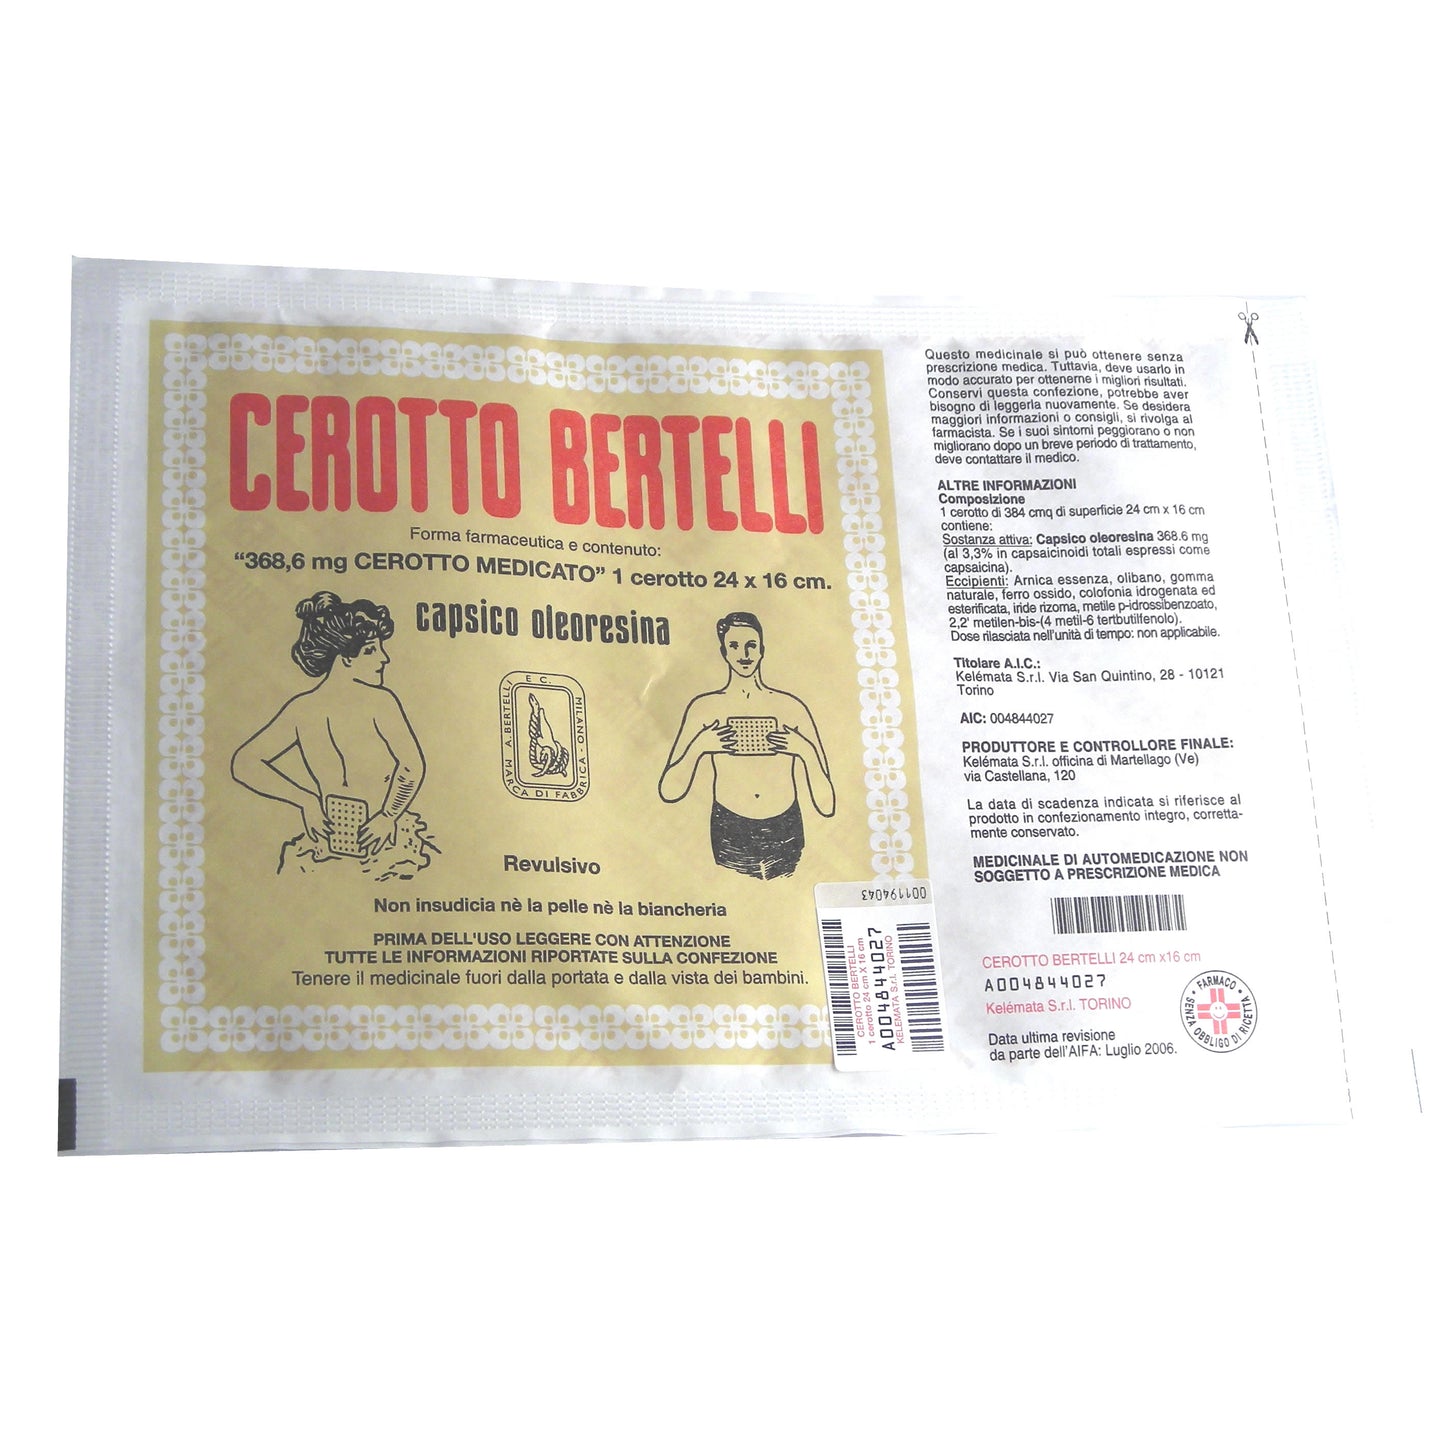 CEROTTO BERTELLI
Forma farmaceutica e contenuto:
“368,6 mg CEROTTO MEDICATO” 1 cerotto 24 x 16 cm.
capsico oleoresina
A. BERTELLI E C. MILANO - MARCA DI FABBRICA -
Revulsivo
Non insudicia nè la pelle nè la biancheria
PRIMA DELL'USO LEGGERE CON ATTENZIONE
TUTTE LE INFORMAZIONI RIPORTATE SULLA CONFEZIONE
Tenere il medicinale fuori dalla portata e dalla vista dei bambini.
001194043
CEROTTO BERTELLI
1 cerotto 24 cm X 16 cm
A004844027
KELEMATA S.r.l. TORINO
Questo medicinale si può ottenere senza
prescrizione medica. Tuttavia, deve usarlo in
modo accurato per ottenerne i migliori risultati.
Conservi questa confezione, potrebbe aver
bisogno di leggerla nuovamente. Se desidera
maggiori informazioni o consigli, si rivolga al
farmacista. Se i suoi sintomi peggiorano o non
migliorano dopo un breve periodo di trattamento,
deve contattare il medico.
ALTRE INFORMAZIONI
Composizione
1 cerotto di 384 cmq di superficie 24 cm x 16 cm
contiene:
Sostanza attiva: Capsico oleoresina 368.6 mg
(al 3,3% in capsaicinoidi totali espressi come
capsaicina).
Eccipienti: Arnica essenza, olibano, gomma
naturale, ferro ossido, colofonia idrogenata ed
esterificata, iride rizoma, metile p-idrossibenzoato,
2,2' metilen-bis-(4 metil-6 tertbutilfenolo).
Dose rilasciata nell'unità di tempo: non applicabile.
Titolare A.I.C.:
Kelémata S.r.l. Via San Quintino, 28 - 10121
Torino
AIC: 004844027
PRODUTTORE E CONTROLLORE FINALE:
Kelémata S.r.l. officina di Martellago (Ve)
via Castellana, 120
La data di scadenza indicata si riferisce al
prodotto in confezionamento integro, corretta-
mente conservato.
MEDICINALE DI AUTOMEDICAZIONE NON
SOGGETTO A PRESCRIZIONE MEDICA
CEROTTO BERTELLI 24 cm x16 cm
A004844027
Kelémata S.r.l. TORINO
Data ultima revisione
da parte dell'AIFA: Luglio 2006.
• FARMACO • SENZA OBBLIGO DI RICETTA